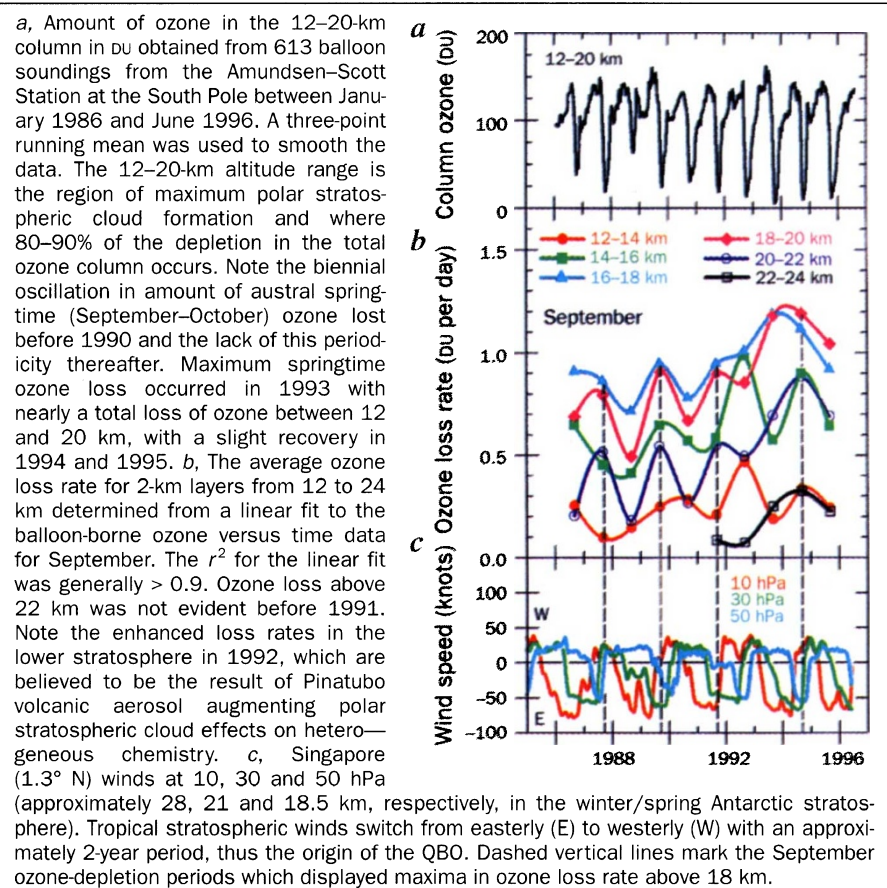 a, Amount of ozone in the 12–20-km
column in DU obtained from 613 balloon
soundings from the Amundsen–Scott
Station at the South Pole between Janu-
ary 1986 and June 1996. A three-point
running mean was used to smooth the
data. The 12–20-km altitude range is
the region of maximum polar stratos-
pheric cloud formation and where
80–90% of the depletion in the total
ozone column occurs. Note the biennial
oscillation in amount of austral spring-
time (September–October) ozone lost
before 1990 and the lack of this period-
icity thereafter. Maximum springtime
ozone loss occurred in 1993 with
nearly a total loss of ozone between 12
and 20 km, with a slight recovery in
1994 and 1995. b, The average ozone
loss rate for 2-km layers from 12 to 24
km determined from a linear fit to the
balloon-borne ozone versus time data
for September. The r² for the linear fit
was generally > 0.9. Ozone loss above
22 km was not evident before 1991.
Note the enhanced loss rates in the
lower stratosphere in 1992, which are
believed to be the result of Pinatubo
volcanic aerosol augmenting polar
stratospheric cloud effects on hetero—
geneous chemistry. c, Singapore
(1.3° N) winds at 10, 30 and 50 hPa
(approximately 28, 21 and 18.5 km, respectively, in the winter/spring Antarctic stratos-
phere). Tropical stratospheric winds switch from easterly (E) to westerly (W) with an approxi-
mately 2-year period, thus the origin of the QBO. Dashed vertical lines mark the September
ozone-depletion periods which displayed maxima in ozone loss rate above 18 km.
a
Column ozone (DU)
200
100
0
12–20 km
b
Ozone loss rate (DU per day)
1.5
1.0
0.5
0.0
12–14 km
14–16 km
16–18 km
18–20 km
20–22 km
22–24 km
September
c
Wind speed (knots)
100
50
0
−50
−100
W
E
10 hPa
30 hPa
50 hPa
1988
1992
1996